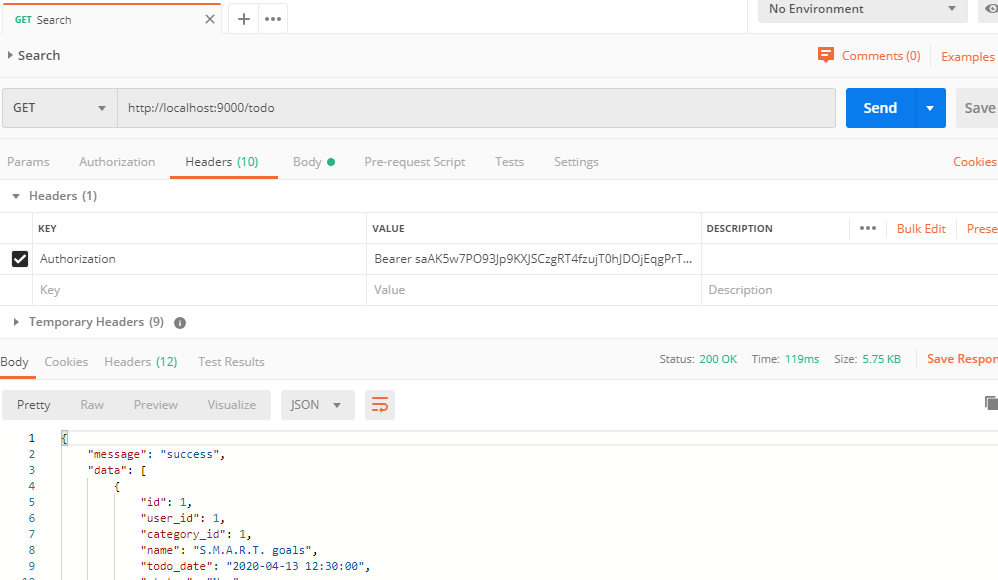 GET Search
No Environment
Search
Comments (0) Examples
GET http://localhost:9000/todo Send Save
Params Authorization Headers (10) Body Pre-request Script Tests Settings Cookies
Headers (1)
KEY VALUE DESCRIPTION ••• Bulk Edit Prese
Authorization Bearer saAK5w7PO93Jp9KXJSCzgRT4fzujT0hJDOjEqgPrT...
Key Value Description
Temporary Headers (9)
Body Cookies Headers (12) Test Results Status: 200 OK Time: 119ms Size: 5.75 KB Save Respon
Pretty Raw Preview Visualize JSON
1 {
2 "message": "success",
3 "data": [
4 {
5 "id": 1,
6 "user_id": 1,
7 "category_id": 1,
8 "name": "S.M.A.R.T. goals",
9 "todo_date": "2020-04-13 12:30:00",